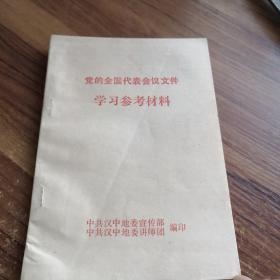 党的全国代表会议文件
学习参考材料
中共汉中地委宣传部
中共汉中地委讲师团 编印